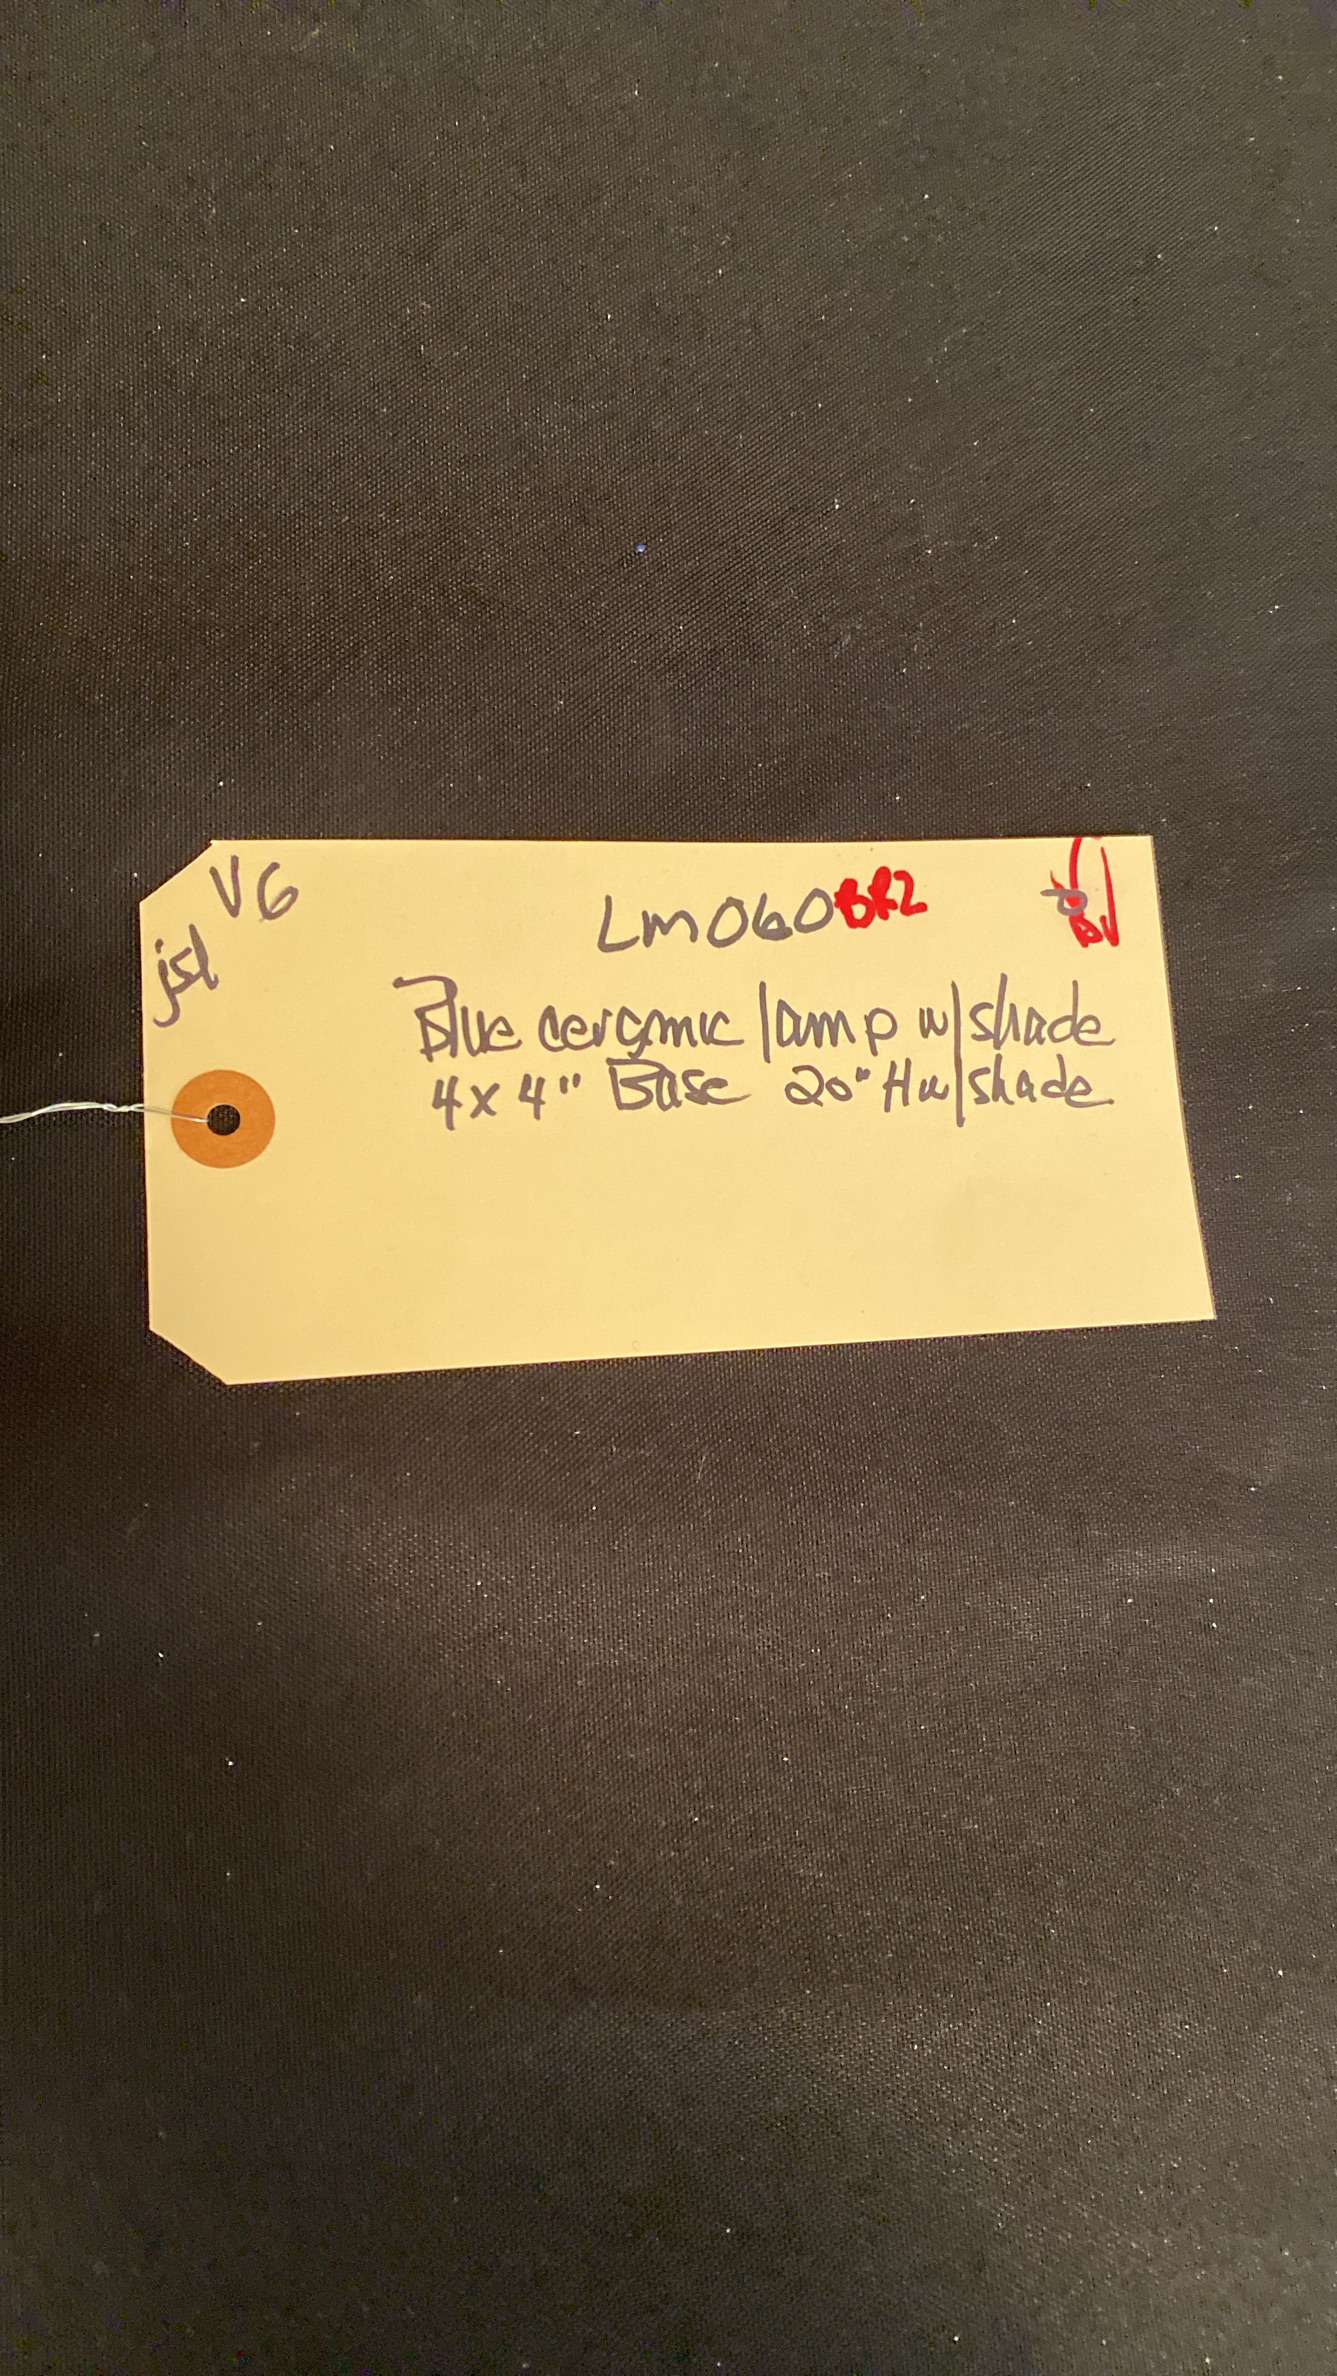 V6
LM060BR2
jsl
Blue ceramic lamp w/shade
4x4" Base 20" H w/shade